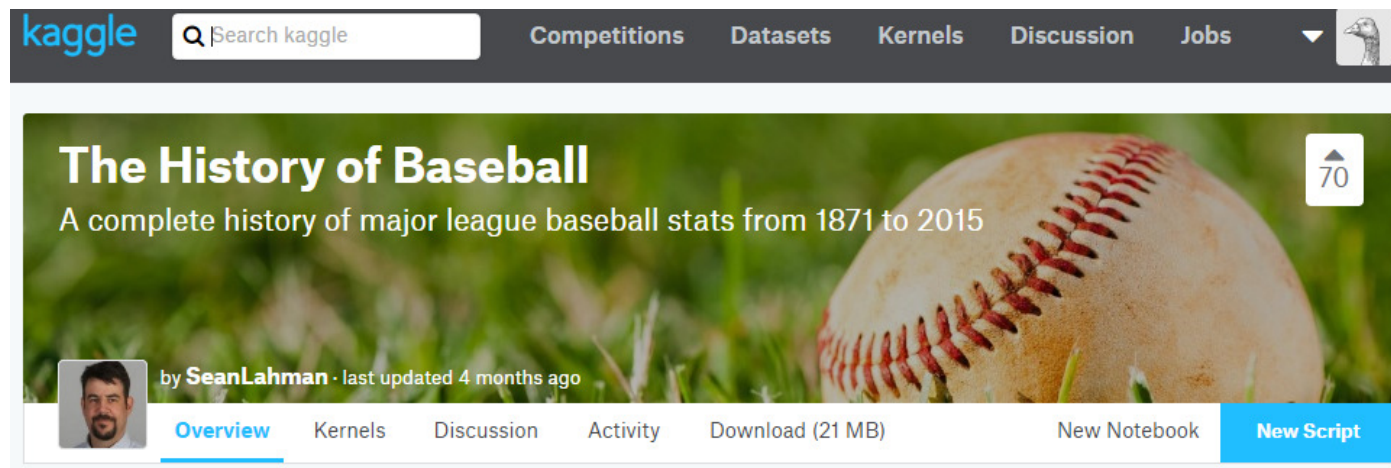 kaggle Search kaggle Competitions Datasets Kernels Discussion Jobs
The History of Baseball
70
A complete history of major league baseball stats from 1871 to 2015
by SeanLahman · last updated 4 months ago
Overview Kernels Discussion Activity Download (21 MB) New Notebook New Script